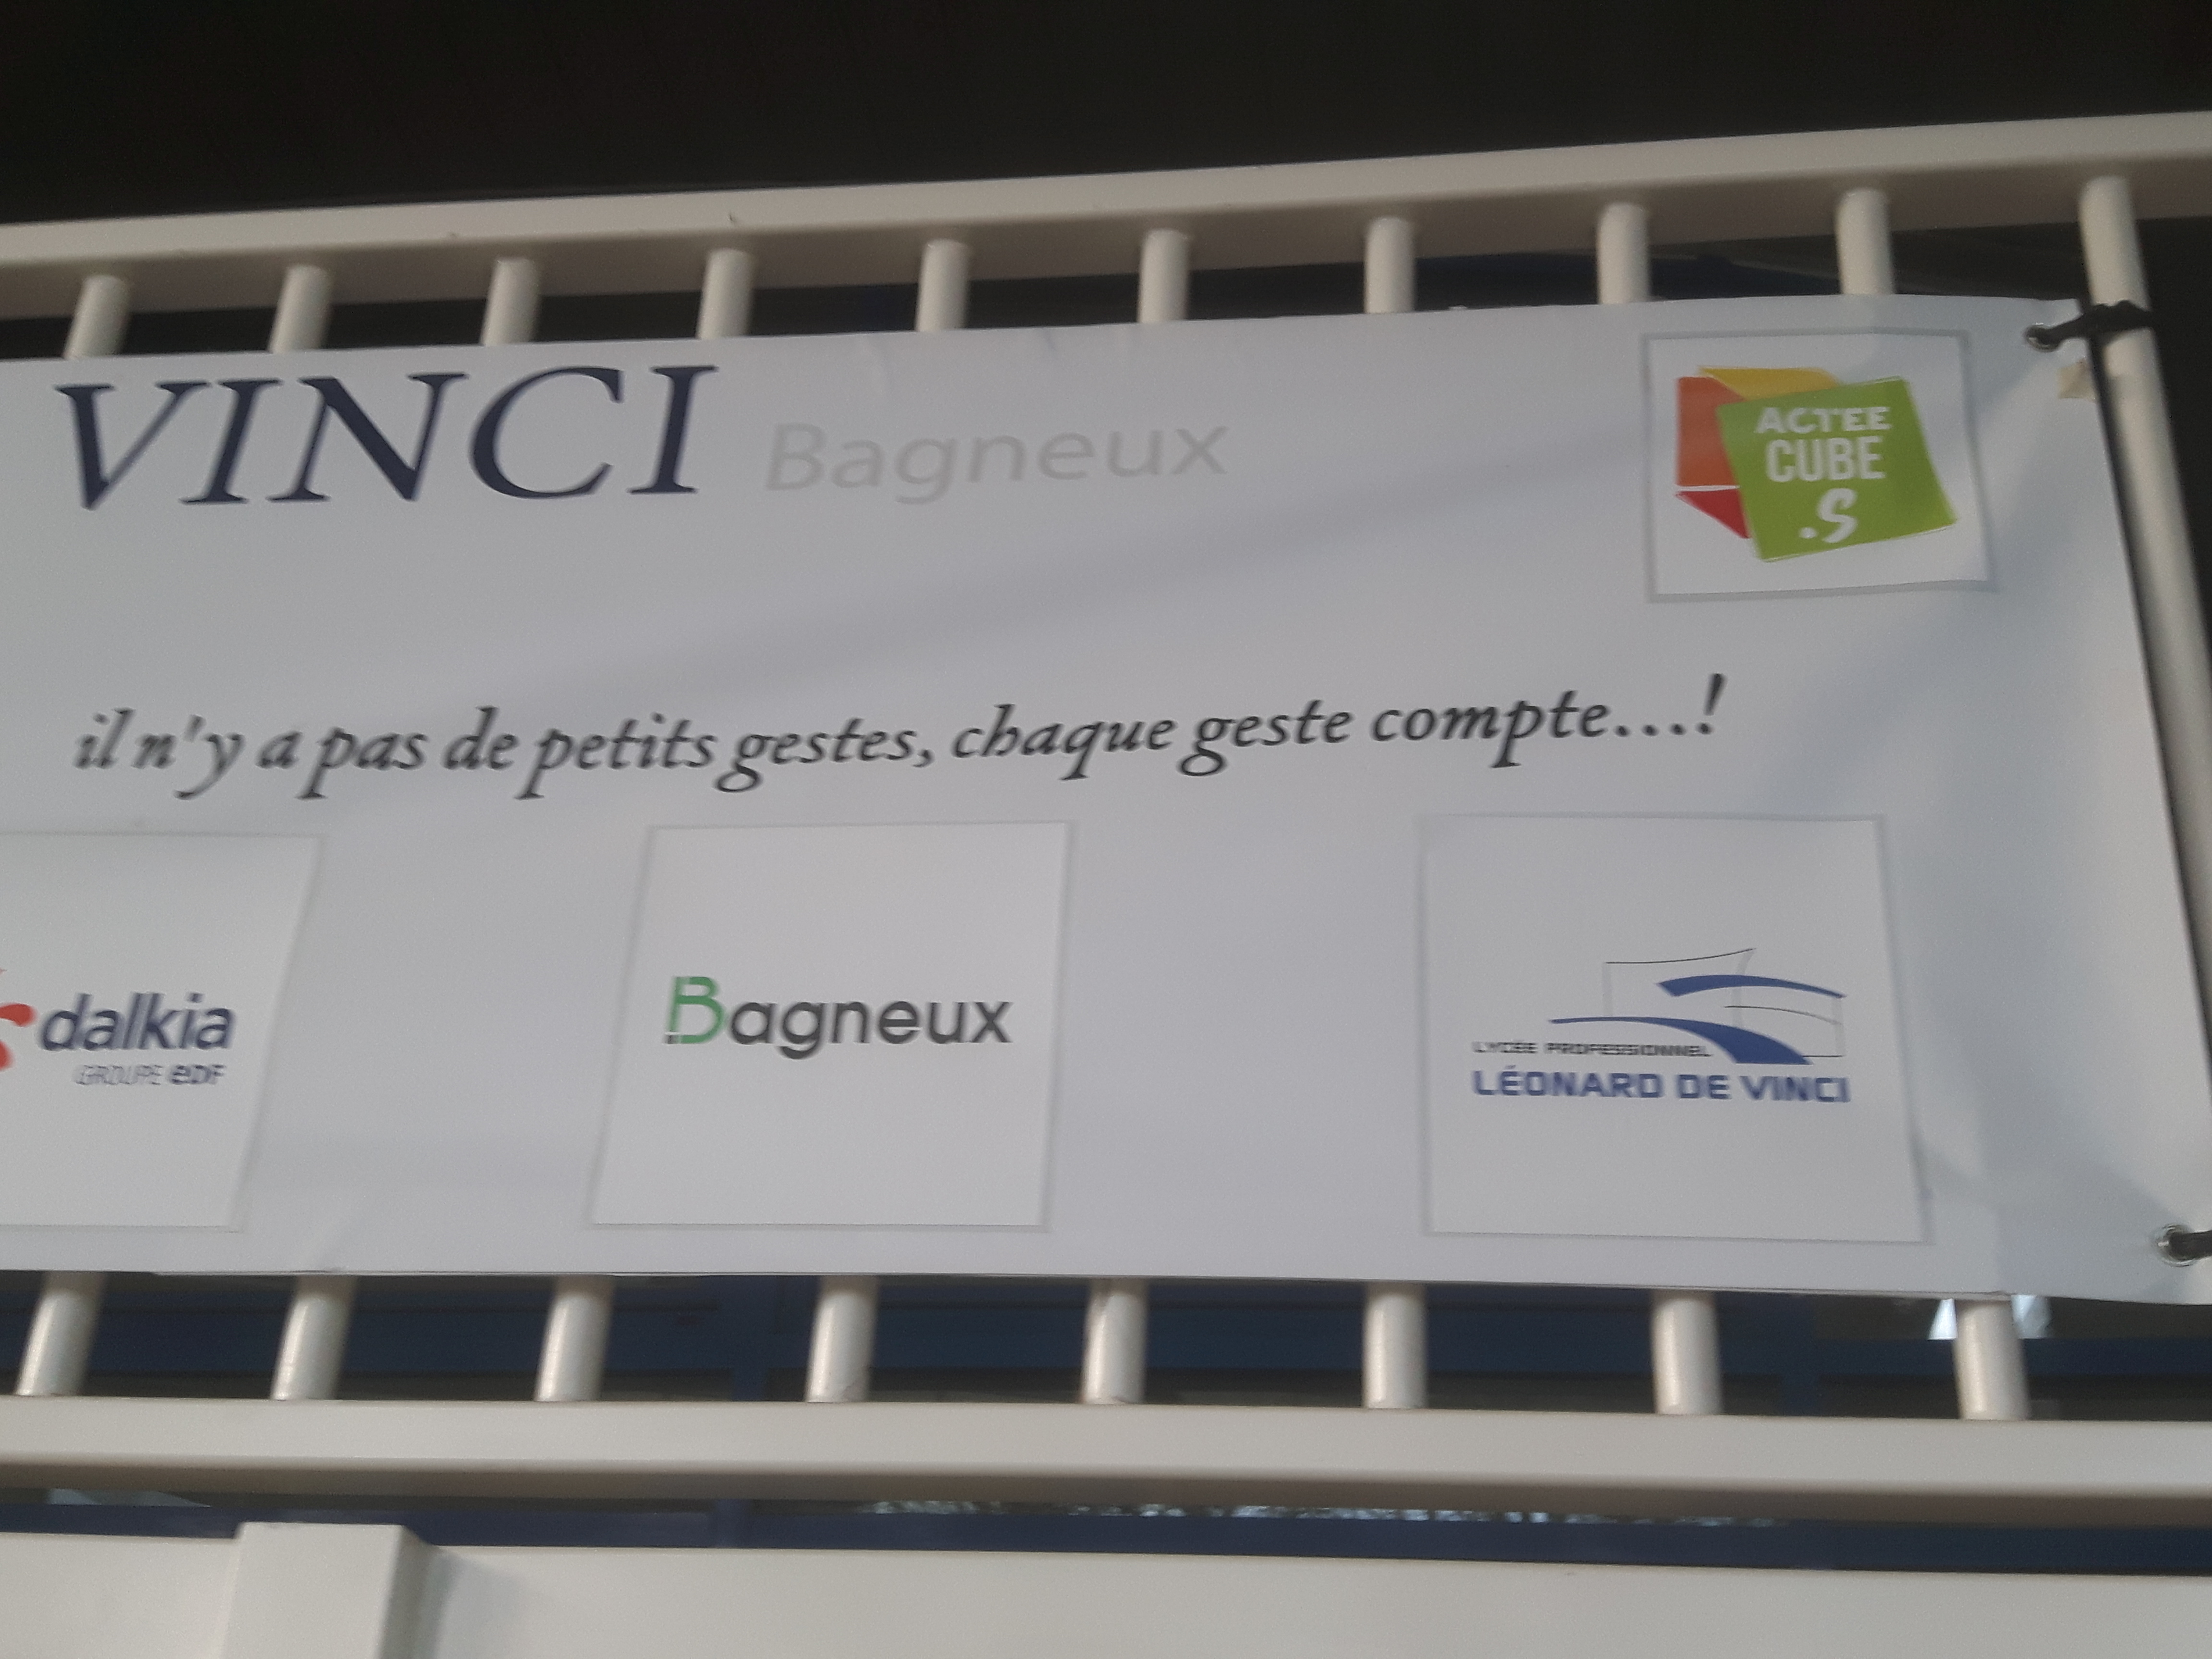 VINCI Bagneux
ACTEE
CUBE
.S
il n'y a pas de petits gestes, chaque geste compte...!
dalkia
GROUPE eDF
Bagneux
LYCÉE PROFESSIONNEL
LÉONARD DE VINCI